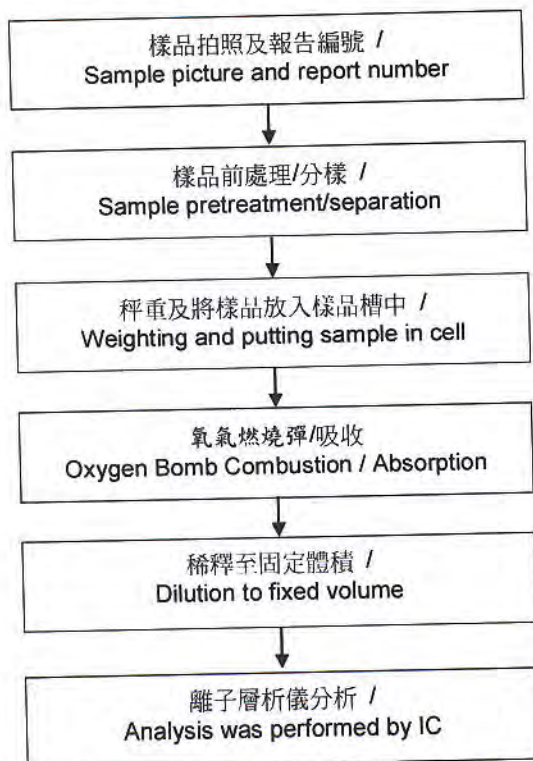 樣品拍照及報告編號 /
Sample picture and report number
樣品前處理/分樣 /
Sample pretreatment/separation
秤重及將樣品放入樣品槽中 /
Weighting and putting sample in cell
氧氣燃燒彈/吸收
Oxygen Bomb Combustion / Absorption
稀釋至固定體積 /
Dilution to fixed volume
離子層析儀分析 /
Analysis was performed by IC